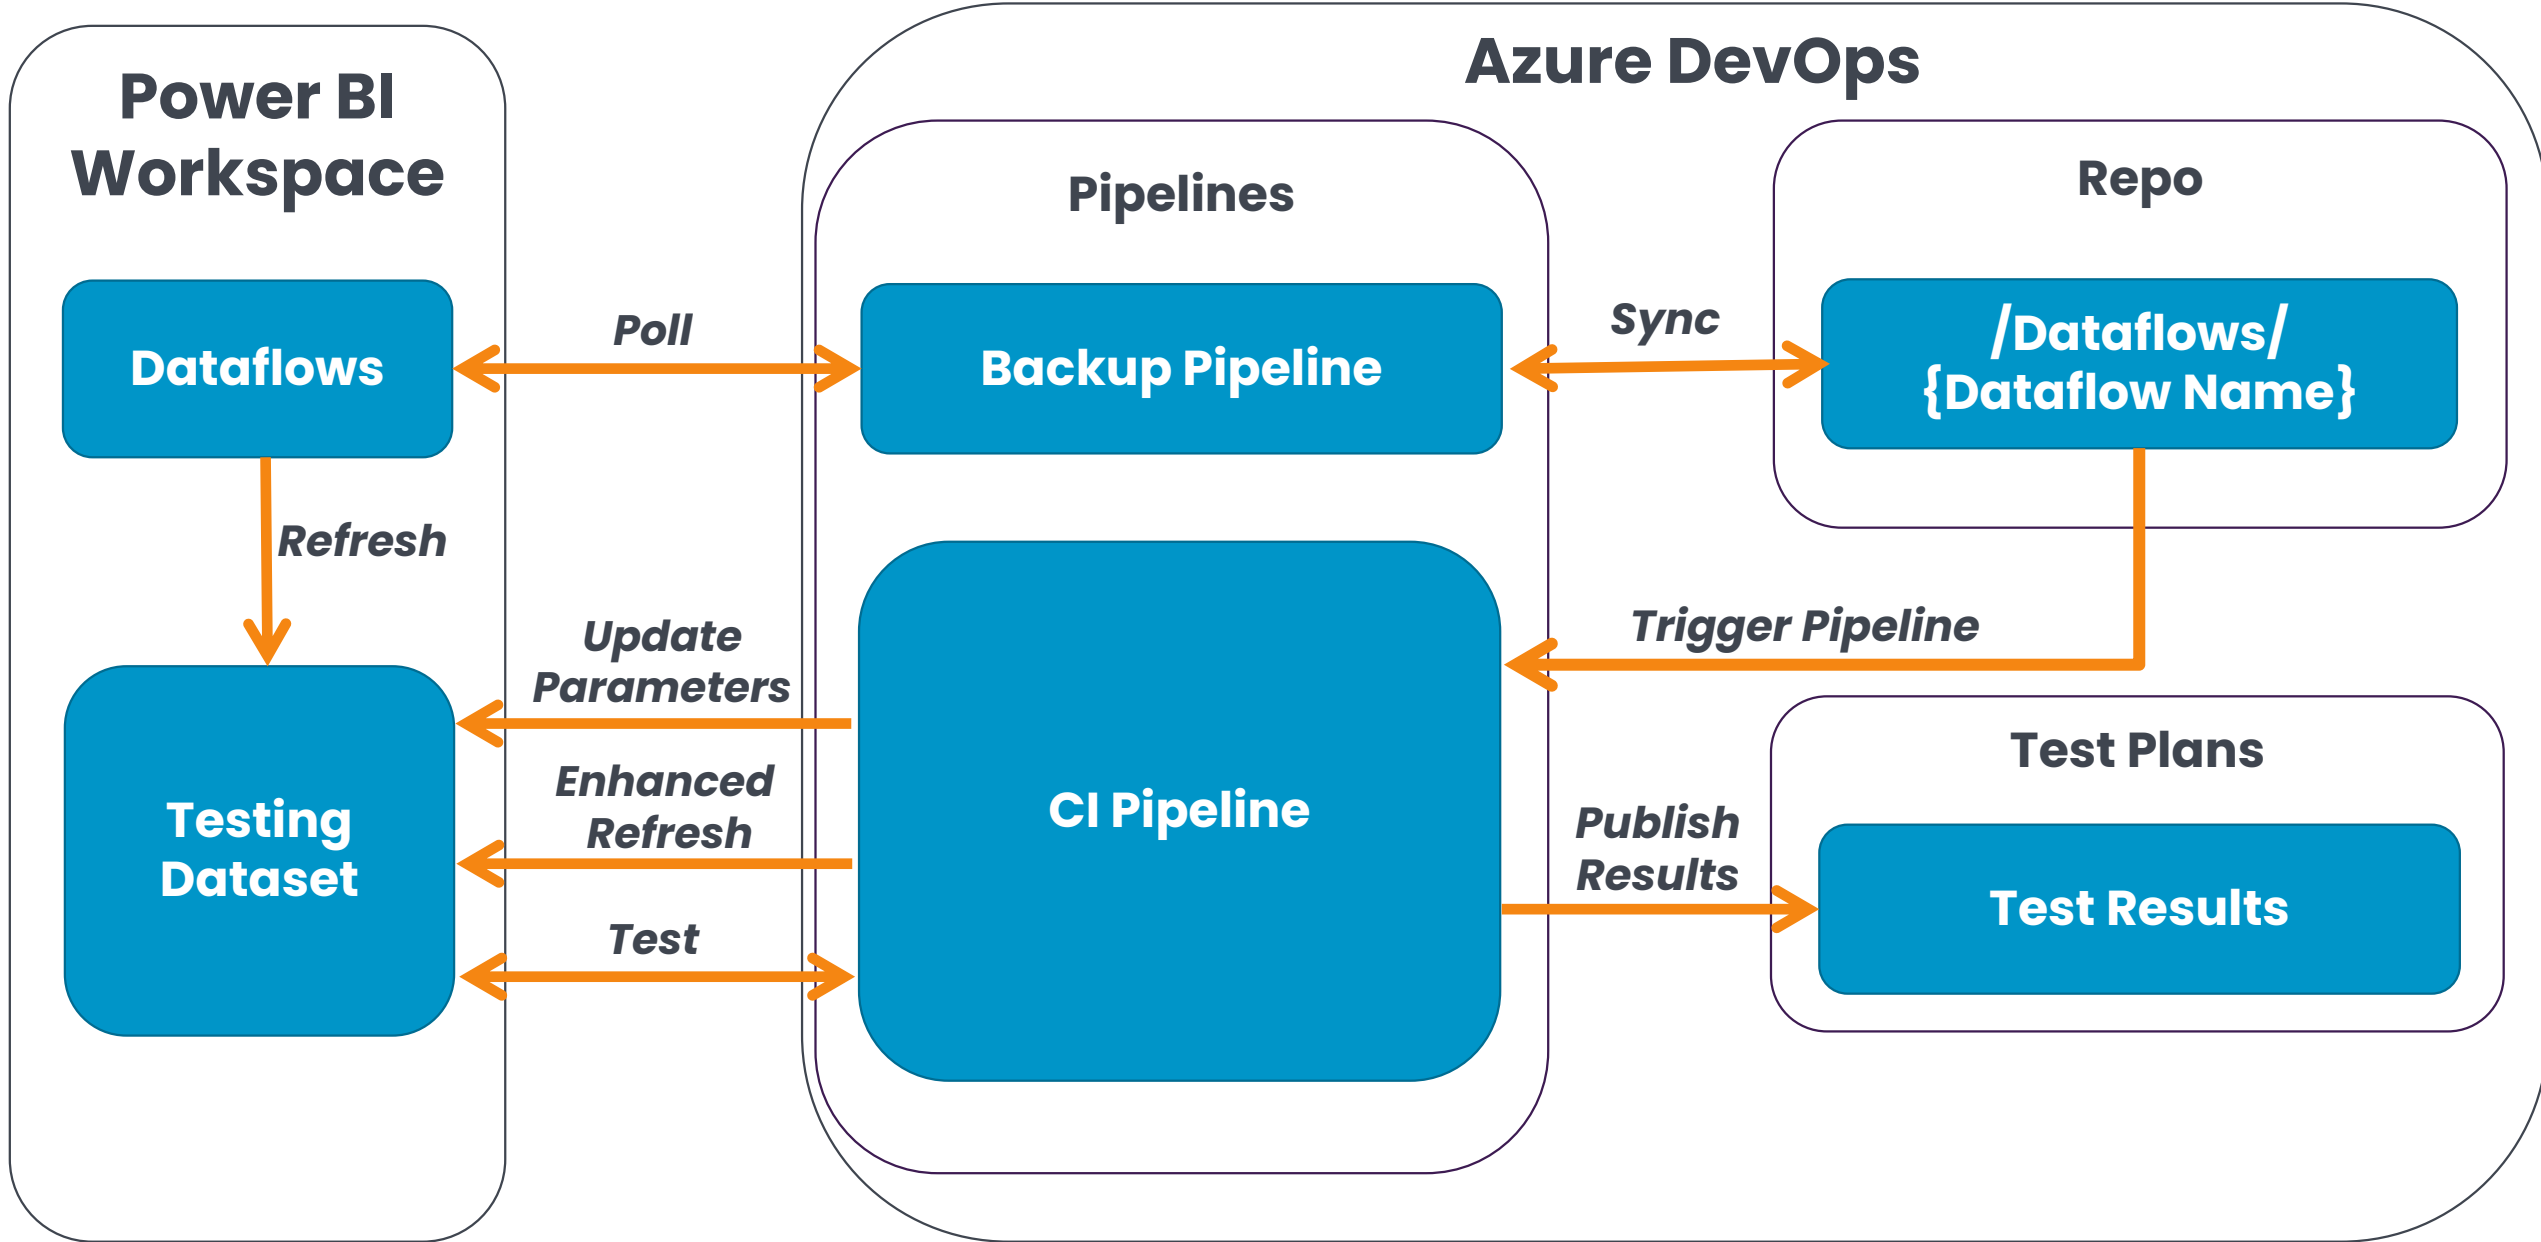 Power BI
Workspace
Dataflows
Refresh
Testing
Dataset
Poll
Update
Parameters
Enhanced
Refresh
Test
Azure DevOps
Pipelines
Backup Pipeline
CI Pipeline
Sync
Trigger Pipeline
Publish
Results
Repo
/Dataflows/
{Dataflow Name}
Test Plans
Test Results